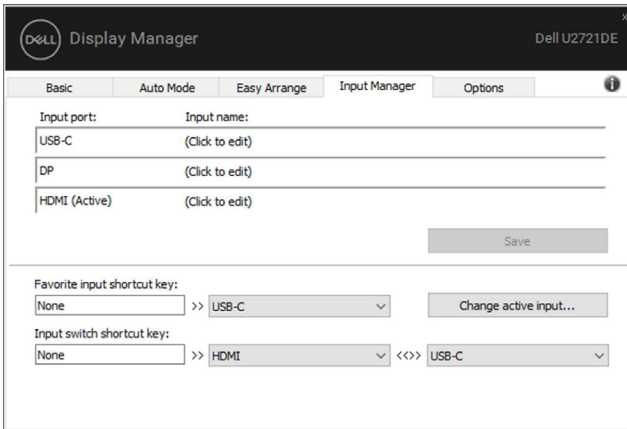 DELL Display Manager Dell U2721DE
Basic Auto Mode Easy Arrange Input Manager Options
Input port: Input name:
USB-C (Click to edit)
DP (Click to edit)
HDMI (Active) (Click to edit)
Save
Favorite input shortcut key:
None >> USB-C Change active input...
Input switch shortcut key:
None >> HDMI <<>> USB-C